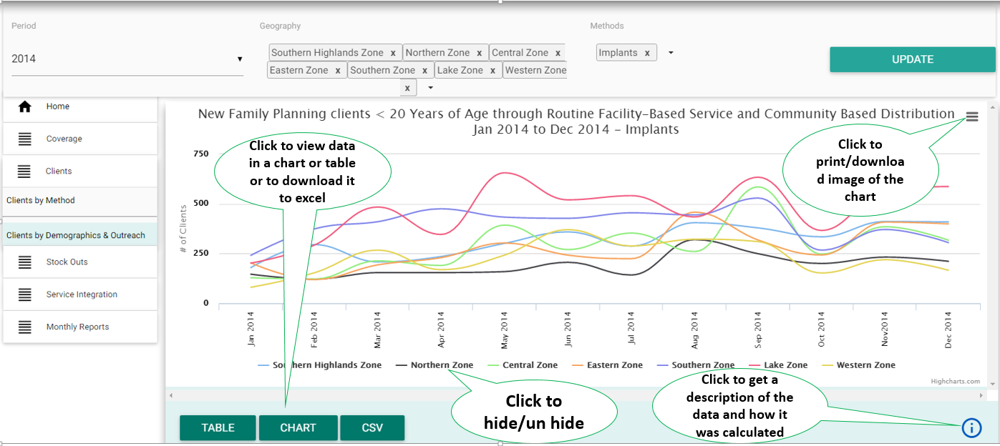 Period
Geography
Methods
2014
Southern Highlands Zone x Northern Zone x Central Zone x
Eastern Zone x Southern Zone x Lake Zone x Western Zone
x
Implants x
UPDATE
Home
Coverage
Clients
Clients by Method
Clients by Demographics & Outreach
Stock Outs
Service Integration
Monthly Reports
New Family Planning clients < 20 Years of Age through Routine Facility-Based Service and Community Based Distribution
Jan 2014 to Dec 2014 - Implants
Click to view data
in a chart or table
or to download it
to excel
Click to
print/downloa
d image of the
chart
# of Clients
750
500
250
0
Jan 2014
Feb 2014
Mar 2014
Apr 2014
May 2014
Jun 2014
Jul 2014
Aug 2014
Sep 2014
Oct 2014
Nov2014
Dec 2014
Southern Highlands Zone
Northern Zone
Central Zone
Eastern Zone
Southern Zone
Lake Zone
Western Zone
Highcharts.com
Click to
hide/un hide
Click to get a
description of the
data and how it
was calculated
TABLE
CHART
CSV
i